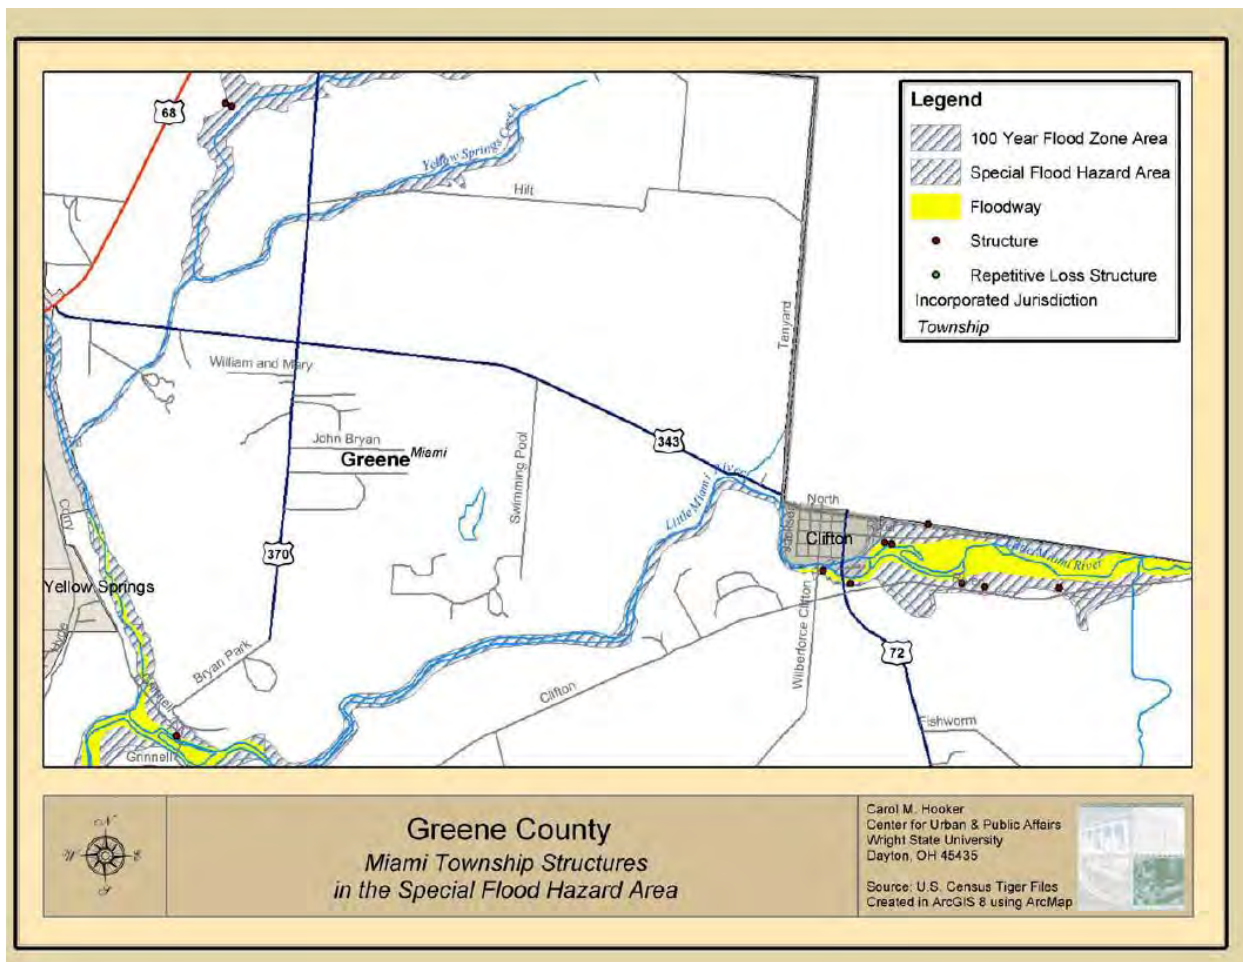 68
Legend
100 Year Flood Zone Area
Special Flood Hazard Area
Floodway
Structure
Repetitive Loss Structure
Incorporated Jurisdiction
Township
Yellow Springs Creek
Hilt
Tanyard
William and Mary
John Bryan
Greene
Miami
Swimming Pool
343
Little Miami River
North
Clifton
Little Miami River
370
Curry
Yellow Springs
Hyde
Bryan Park
Grinnell
Grinnell
Clifton
Wilberforce Clifton
72
Fishworm
N
W
E
S
Greene County
Miami Township Structures
in the Special Flood Hazard Area
Carol M. Hooker
Center for Urban & Public Affairs
Wright State University
Dayton, OH 45435
Source: U.S. Census Tiger Files
Created in ArcGIS 8 using ArcMap